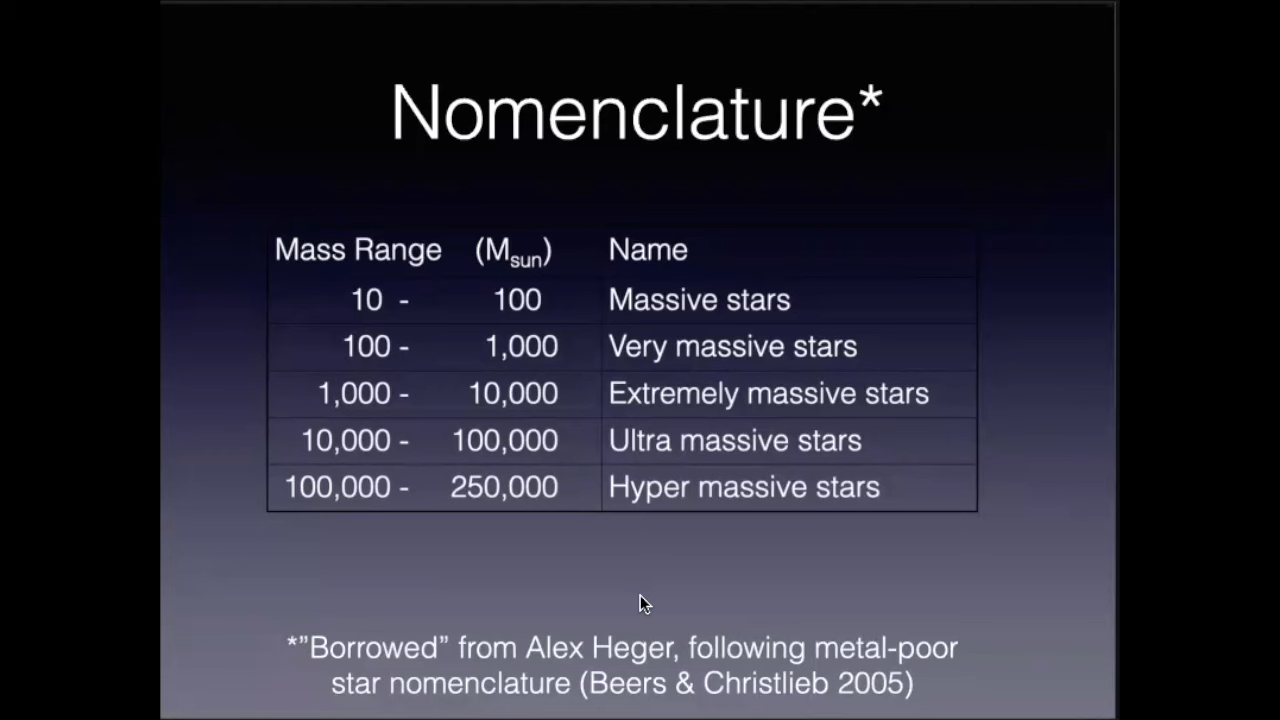 Nomenclature*
Mass Range (Msun) Name
10 - 100 Massive stars
100 - 1,000 Very massive stars
1,000 - 10,000 Extremely massive stars
10,000 - 100,000 Ultra massive stars
100,000 - 250,000 Hyper massive stars
*”Borrowed” from Alex Heger, following metal-poor
star nomenclature (Beers & Christlieb 2005)